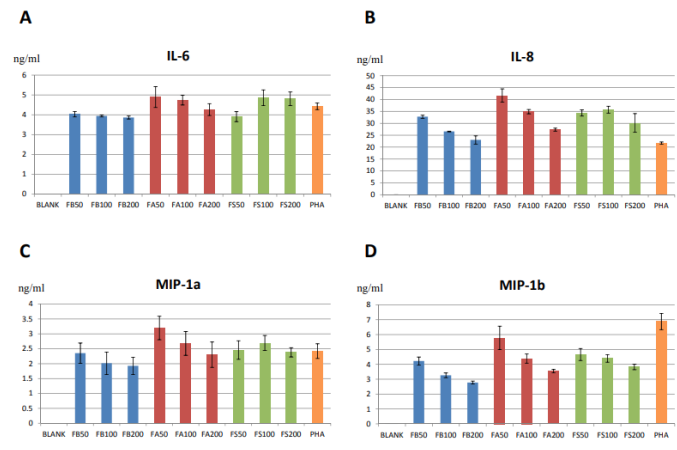 A
IL-6
ng/ml
6
5
4
3
2
1
0
BLANK FB50 FB100 FB200 FA50 FA100 FA200 FS50 FS100 FS200 PHA
B
IL-8
ng/ml
50
45
40
35
30
25
20
15
10
5
0
BLANK FB50 FB100 FB200 FA50 FA100 FA200 FS50 FS100 FS200 PHA
C
MIP-1a
ng/ml
4
3.5
3
2.5
2
1.5
1
0.5
0
BLANK FB50 FB100 FB200 FA50 FA100 FA200 FS50 FS100 FS200 PHA
D
MIP-1b
ng/ml
8
7
6
5
4
3
2
1
0
BLANK FB50 FB100 FB200 FA50 FA100 FA200 FS50 FS100 FS200 PHA